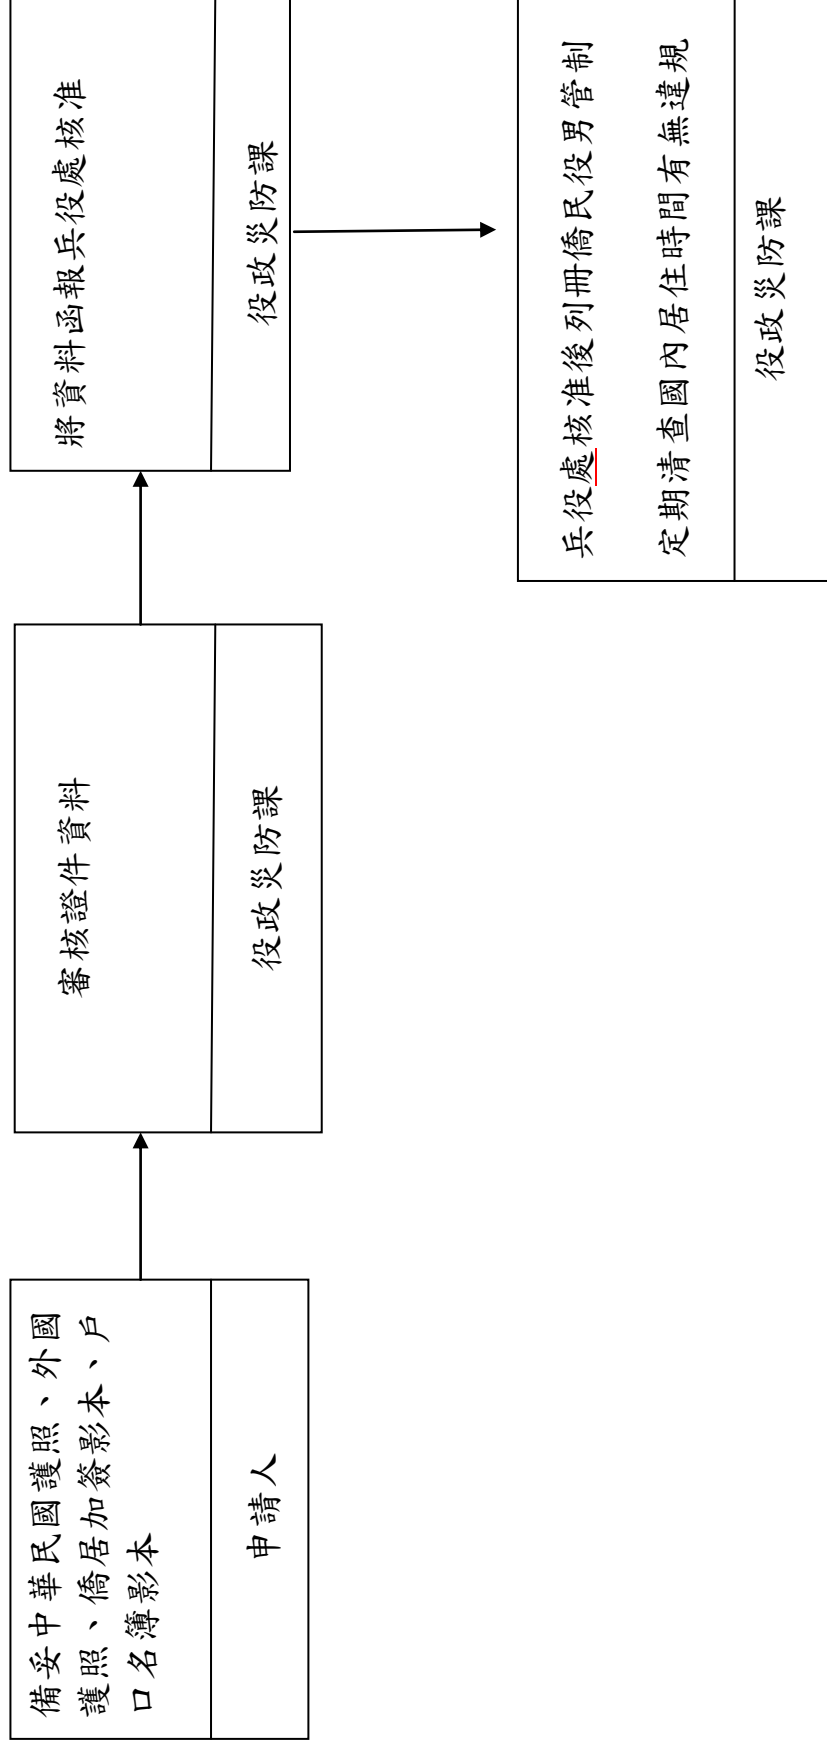 備妥中華民國護照、外國
護照、僑居加簽影本、戶
口名簿影本
申請人
審核證件資料
役政災防課
將資料函報兵役處核准
役政災防課
兵役處核准後列冊僑民役男管制
定期清查國內居住時間有無違規
役政災防課